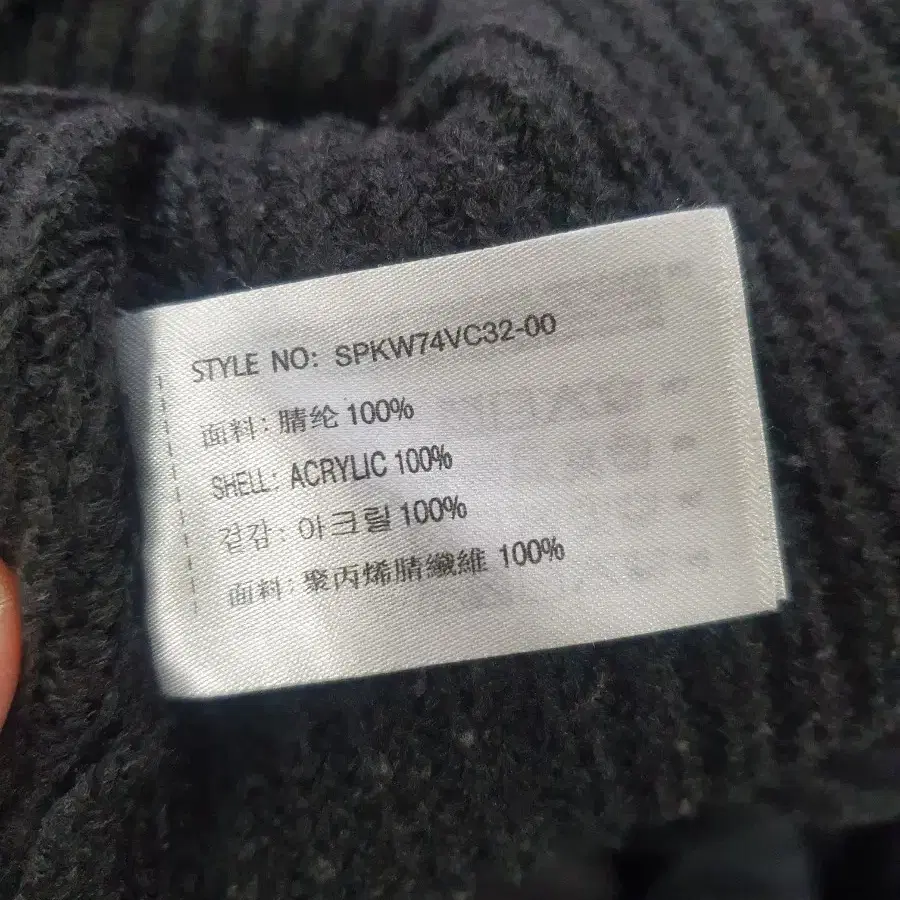 STYLE NO: SPKW74VC32-00
面料: 腈纶 100%
SHELL: ACRYLIC 100%
겉감: 아크릴 100%
面料: 聚丙烯腈纖維 100%